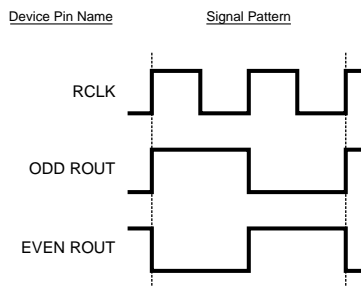 Device Pin Name Signal Pattern
RCLK
ODD ROUT
EVEN ROUT